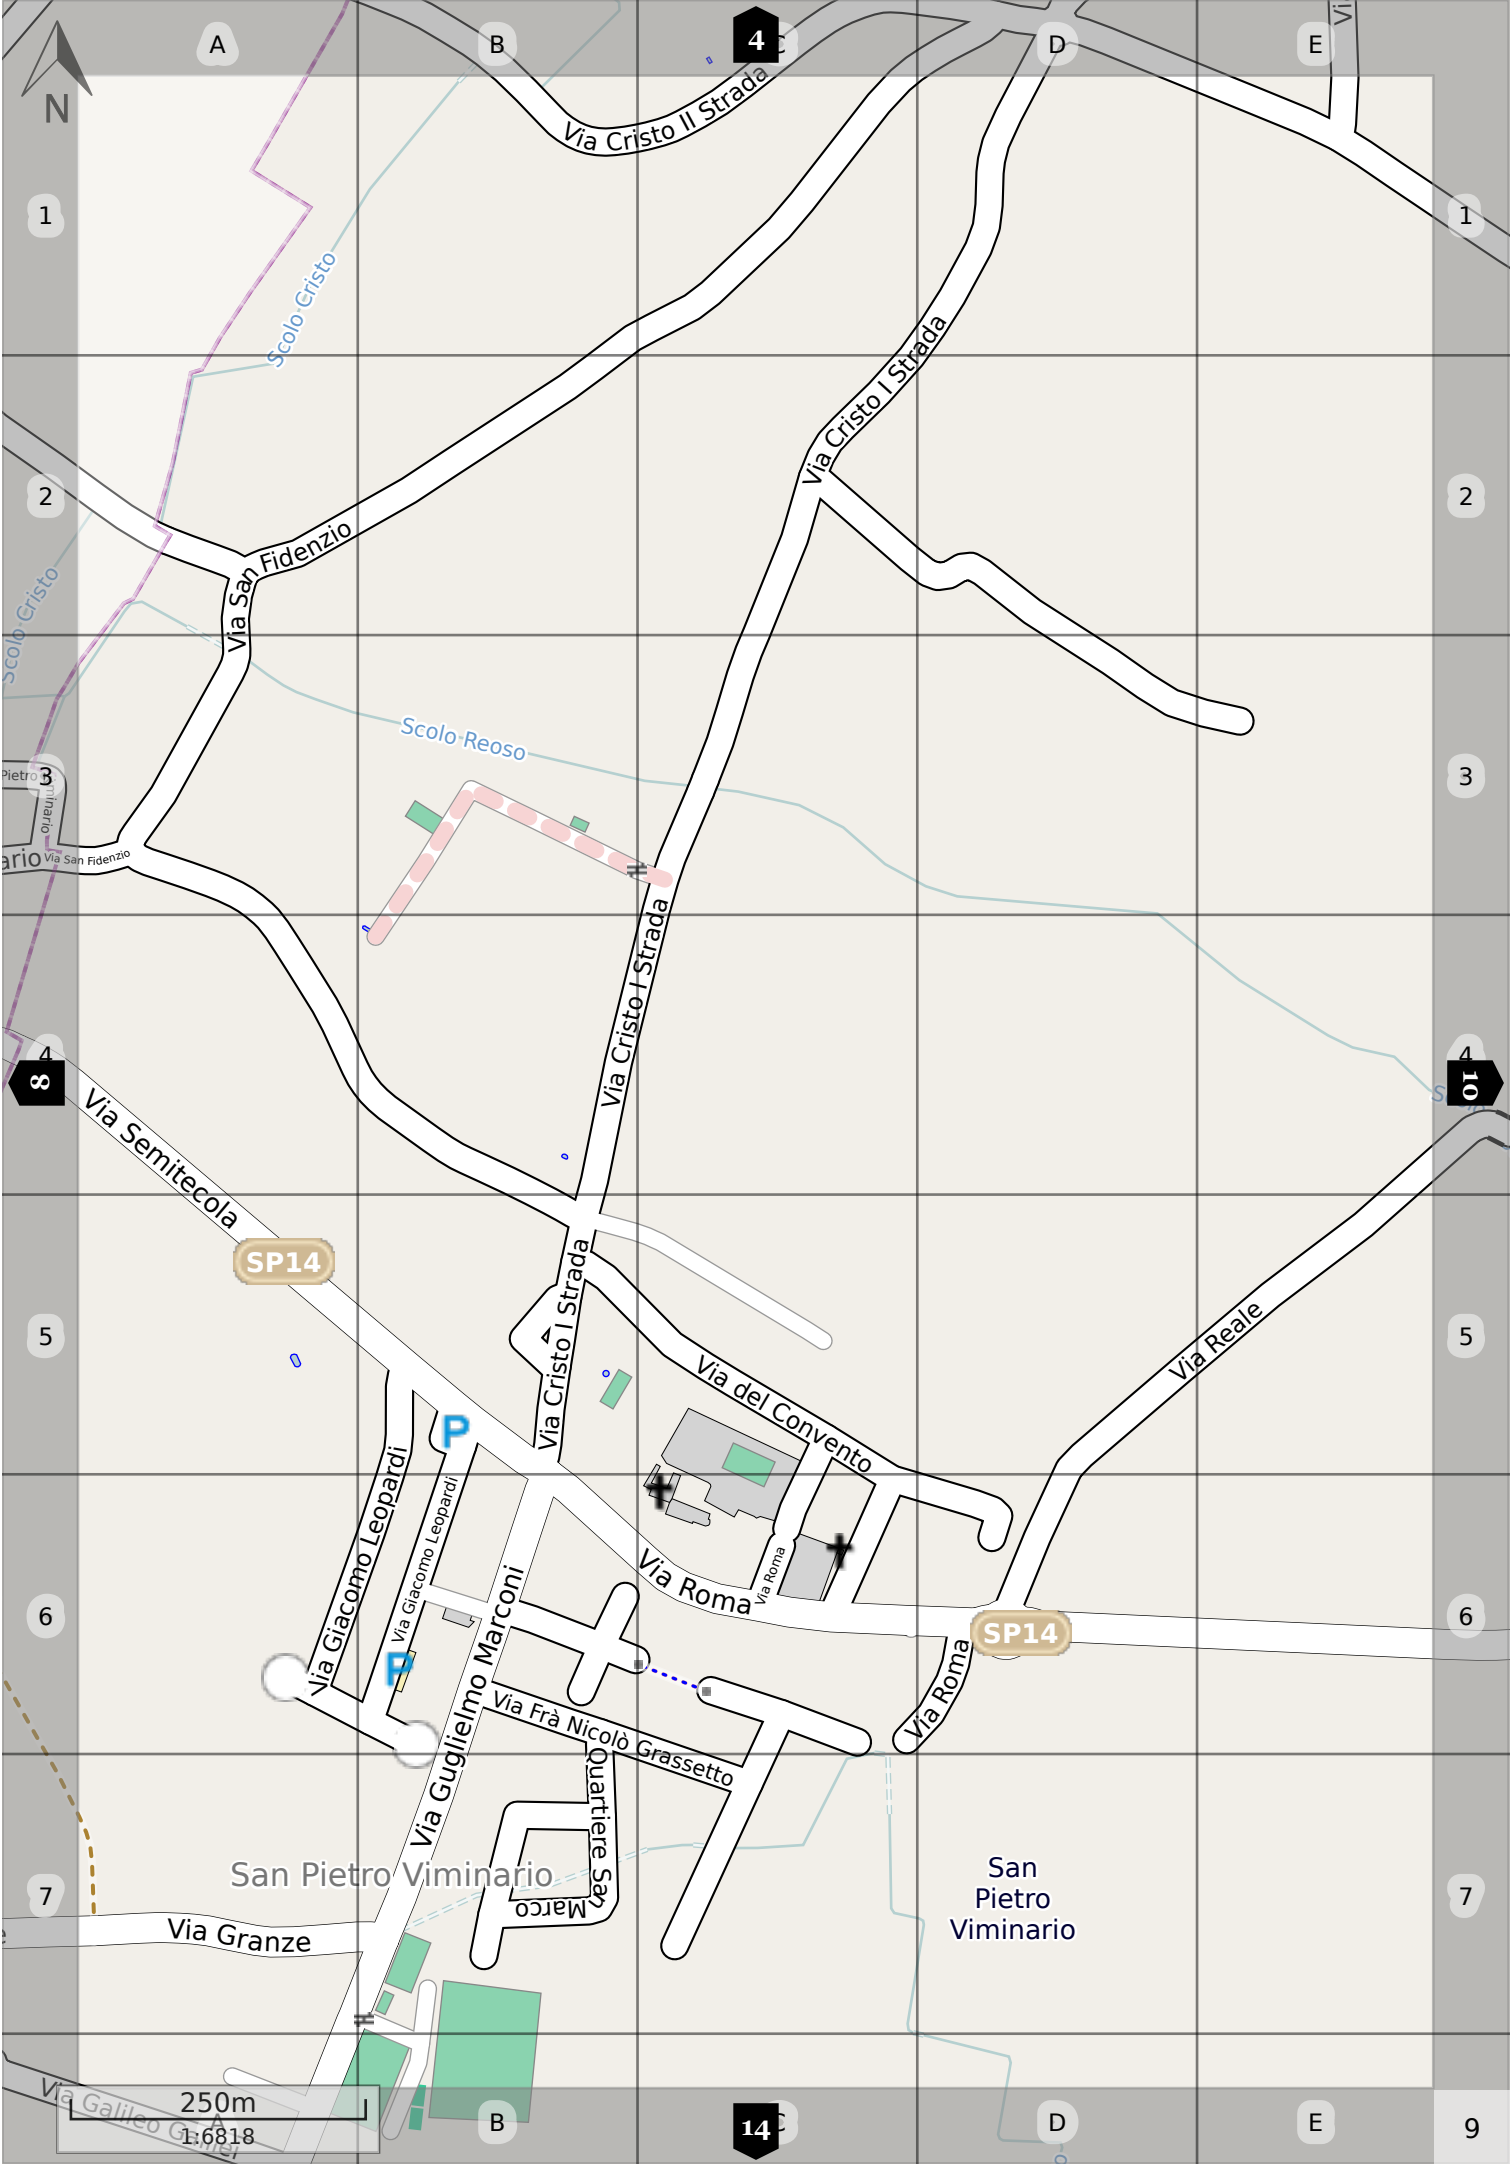 A
B
4
C
D
E
N
Via Cristo II Strada
1
1
Scolo Cristo
Via Cristo I Strada
2
2
Via San Fidenzio
Scolo Cristo
Scolo Reoso
3
3
Pietro
Via San Fidenzio
Via Cristo I Strada
4
4
8
10
Via Semitecola
SP14
Via Cristo I Strada
5
5
Via Reale
Via del Convento
P
Via Giacomo Leopardi
Via Giacomo Leopardi
Via Roma
Via Roma
6
6
SP14
P
Via Guglielmo Marconi
Via Roma
Via Frà Nicolò Grassetto
Quartiere San
Marco
San Pietro Viminario
San
Pietro
Viminario
7
7
Via Granze
Via Galileo Galilei
250m
1:6818
A
B
14
C
D
E
9